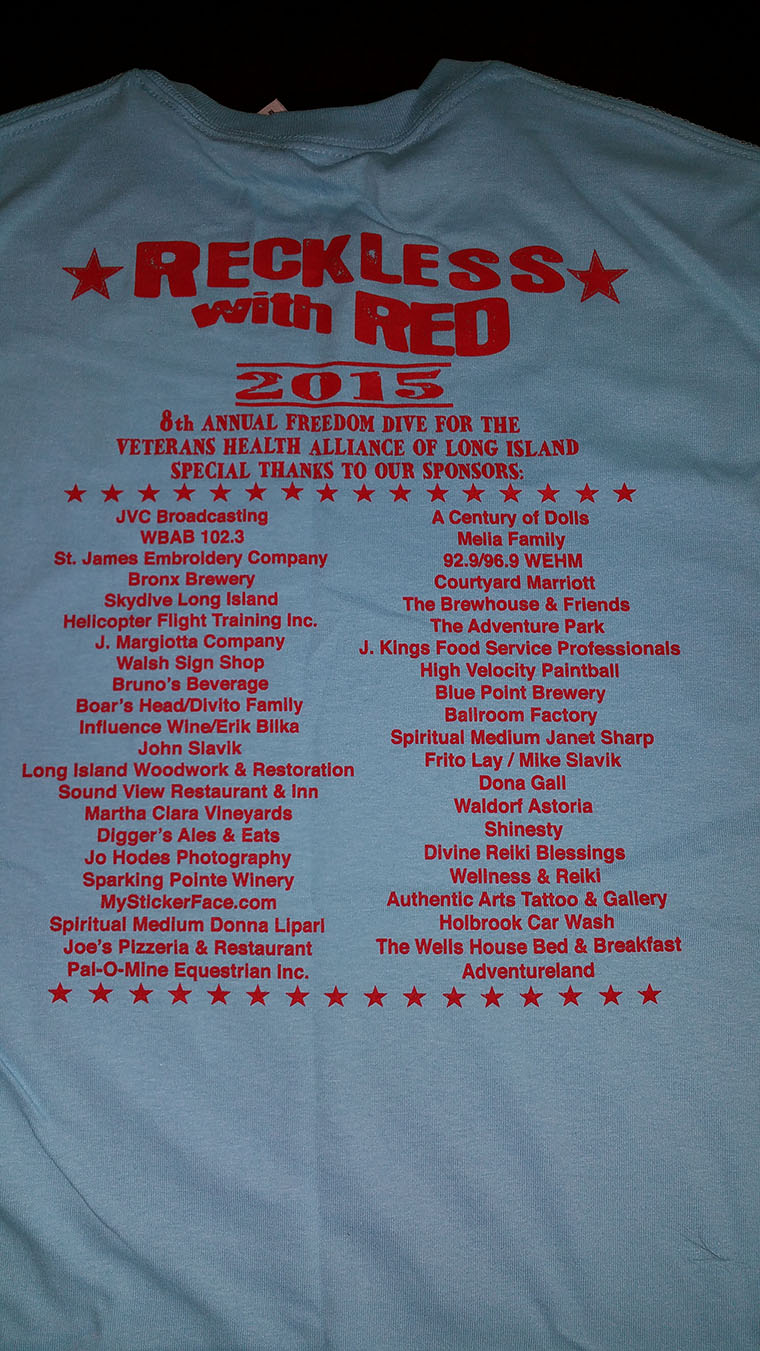 RECKLESS
with RED
2015
8th ANNUAL FREEDOM DIVE FOR THE
VETERANS HEALTH ALLIANCE OF LONG ISLAND
SPECIAL THANKS TO OUR SPONSORS:
JVC Broadcasting
WBAB 102.3
St. James Embroidery Company
Bronx Brewery
Skydive Long Island
Helicopter Flight Training Inc.
J. Margiotta Company
Walsh Sign Shop
Bruno's Beverage
Boar's Head/Divito Family
Influence Wine/Erik Bilka
John Slavik
Long Island Woodwork & Restoration
Sound View Restaurant & Inn
Martha Clara Vineyards
Digger's Ales & Eats
Jo Hodes Photography
Sparking Pointe Winery
MyStickerFace.com
Spiritual Medium Donna Lipari
Joe's Pizzeria & Restaurant
Pal-O-Mine Equestrian Inc.
A Century of Dolls
Melia Family
92.9/96.9 WEHM
Courtyard Marriott
The Brewhouse & Friends
The Adventure Park
J. Kings Food Service Professionals
High Velocity Paintball
Blue Point Brewery
Ballroom Factory
Spiritual Medium Janet Sharp
Frito Lay / Mike Slavik
Dona Gall
Waldorf Astoria
Shinesty
Divine Reiki Blessings
Wellness & Reiki
Authentic Arts Tattoo & Gallery
Holbrook Car Wash
The Wells House Bed & Breakfast
Adventureland